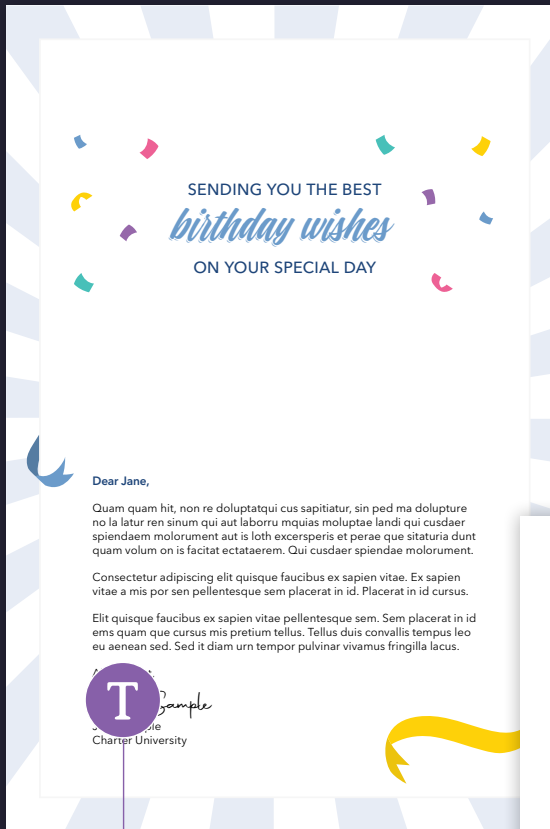 SENDING YOU THE BEST
birthday wishes
ON YOUR SPECIAL DAY
Dear Jane,
Quam quam hit, non re doluptatqui cus sapitiatur, sin ped ma dolupture
no la latur ren sinum qui aut laborru mquias moluptae landi qui cusdaer
spiendaem molorument aut is loth excersperis et perae que sitaturia dunt
quam volum on is facitat ectataerem. Qui cusdaer spiendae molorument.
Consectetur adipiscing elit quisque faucibus ex sapien vitae. Ex sapien
vitae a mis por sen pellentesque sem placerat in id. Placerat in id cursus.
Elit quisque faucibus ex sapien vitae pellentesque sem. Sem placerat in id
ems quam que cursus mis pretium tellus. Tellus duis convallis tempus leo
eu aenean sed. Sed it diam urn tempor pulvinar vivamus fringilla lacus.
T
Sample
Charter University